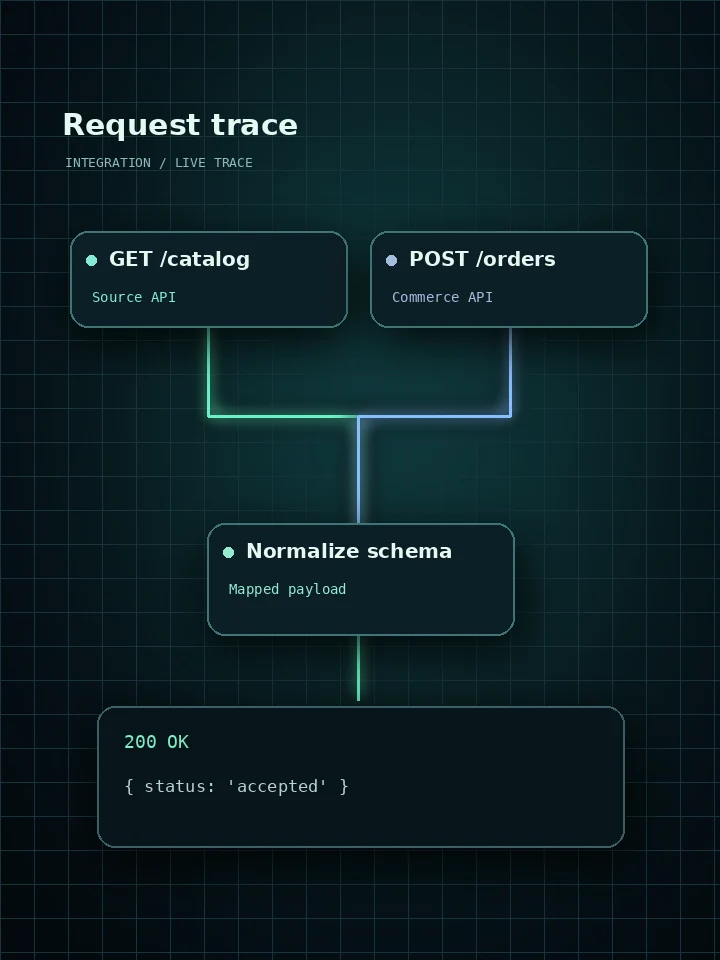 Request trace
INTEGRATION / LIVE TRACE
GET /catalog
Source API
POST /orders
Commerce API
Normalize schema
Mapped payload
200 OK
{ status: 'accepted' }